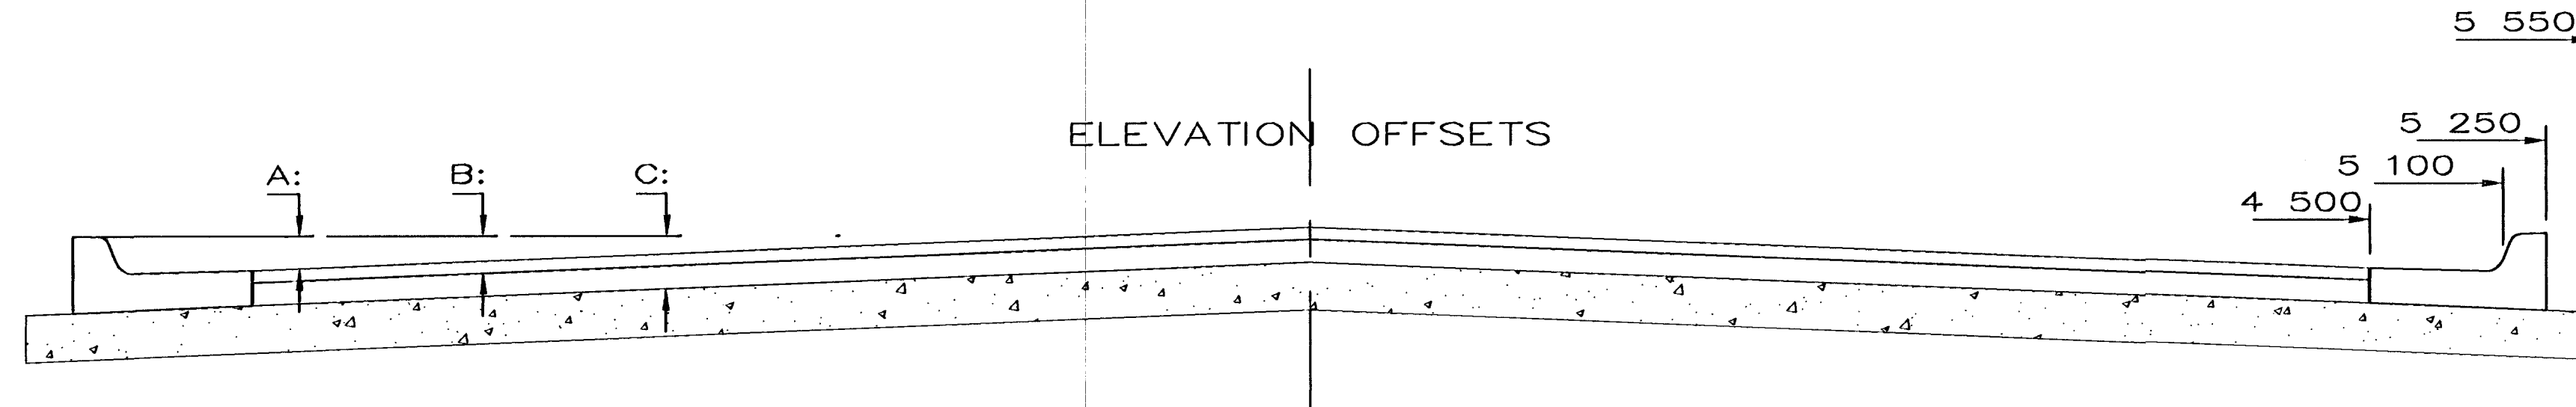 5 550
ELEVATION OFFSETS
5 250
A:
B:
C:
5 100
4 500